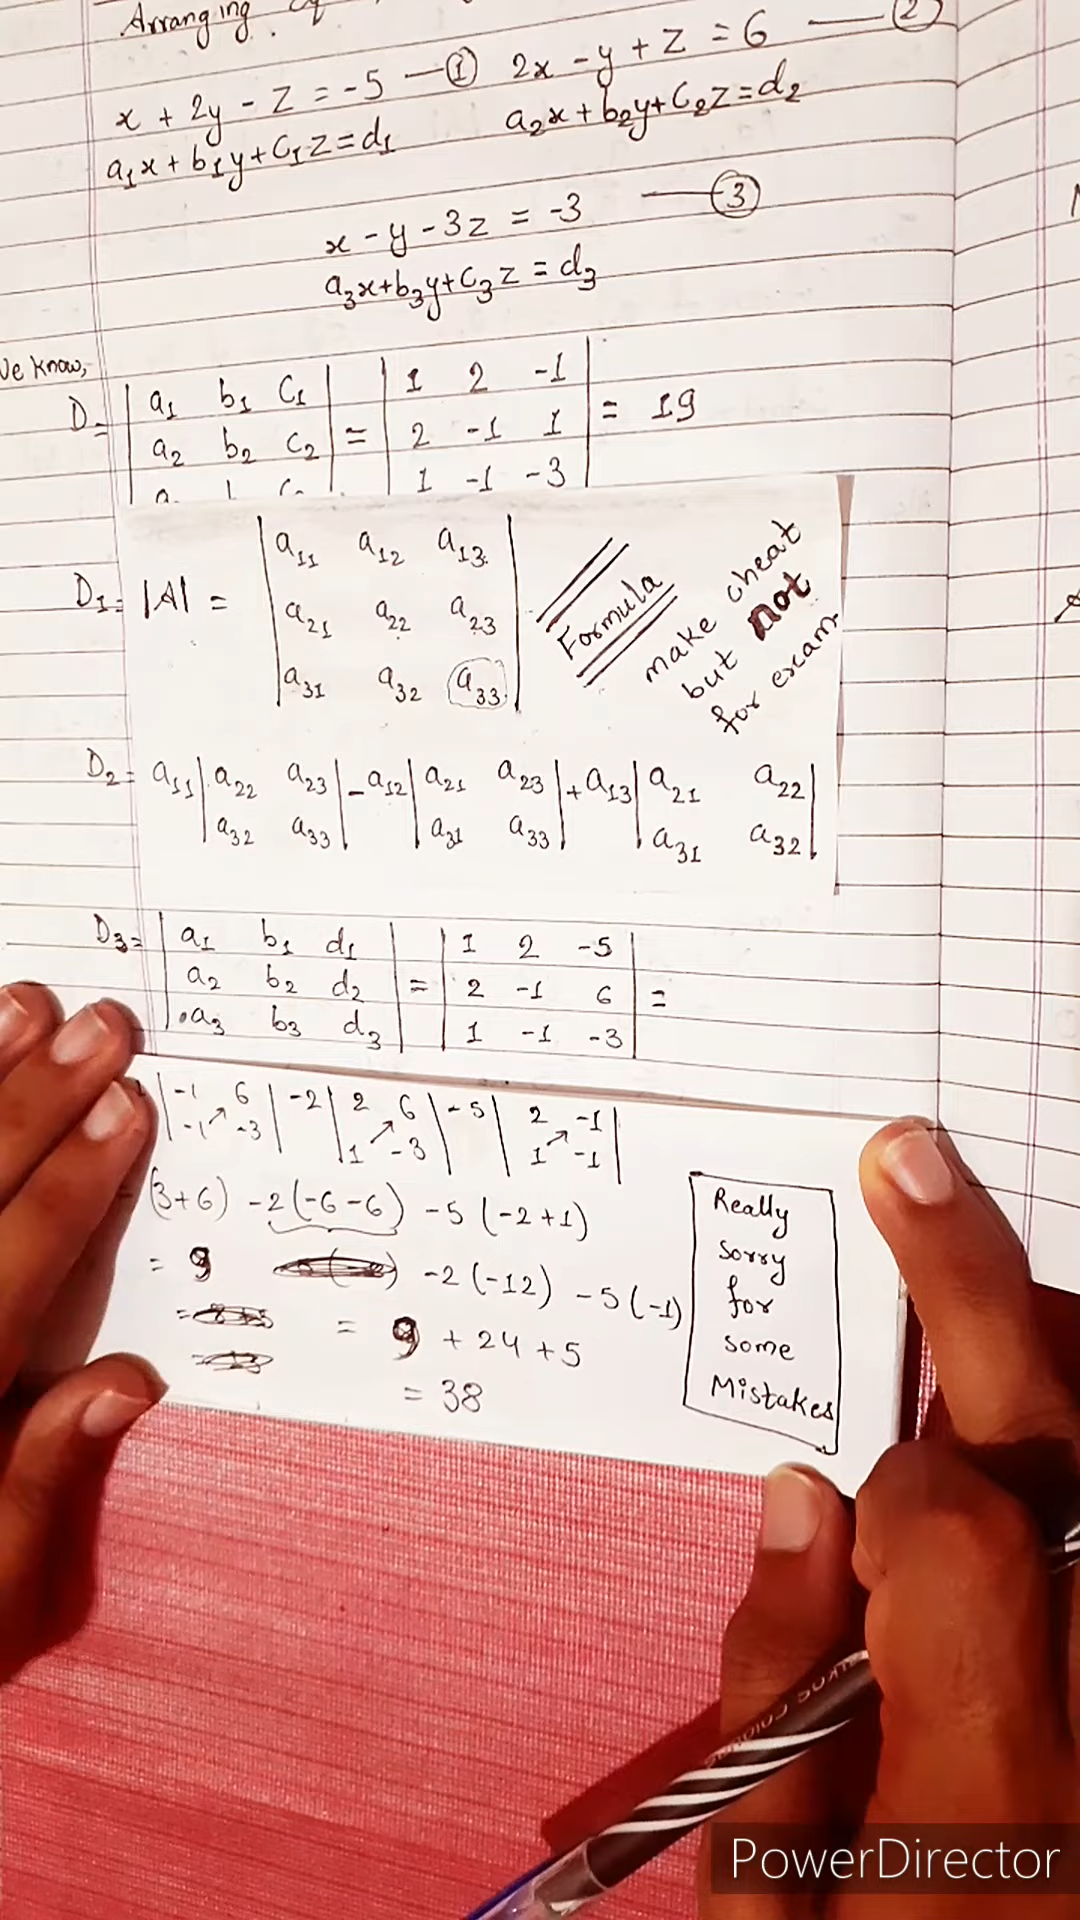 Arranging
x + 2y - z = -5 — ① 2x - y + z = 6 — ②
a₁x + b₁y + c₁z = d₁ a₂x + b₂y + c₂z = d₂
x - y - 3z = -3 — ③
a₃x + b₃y + c₃z = d₃
We know,
D = | a₁ b₁ c₁ | = | 1 2 -1 | = 19
| a₂ b₂ c₂ | | 2 -1 1 |
| 1 -1 -3 |
D₁ = |A| = | a₁₁ a₁₂ a₁₃ |
| a₂₁ a₂₂ a₂₃ |
| a₃₁ a₃₂ a₃₃ |
Formula
make cheat
but not
for exam.
D₂ = a₁₁ | a₂₂ a₂₃ | - a₁₂ | a₂₁ a₂₃ | + a₁₃ | a₂₁ a₂₂ |
| a₃₂ a₃₃ | | a₃₁ a₃₃ | | a₃₁ a₃₂ |
D₃ = | a₁ b₁ d₁ | = | 1 2 -5 | =
| a₂ b₂ d₂ | | 2 -1 6 |
| a₃ b₃ d₃ | | 1 -1 -3 |
| -1 6 | -2 | 2 6 | -5 | 2 -1 |
| -1 -3 | | 1 -3 | | 1 -1 |
(3+6) -2(-6-6) -5(-2+1)
= 9 -2(-12) -5(-1)
= 9 + 24 + 5
= 38
Really
sorry
for
some
Mistakes
PowerDirector